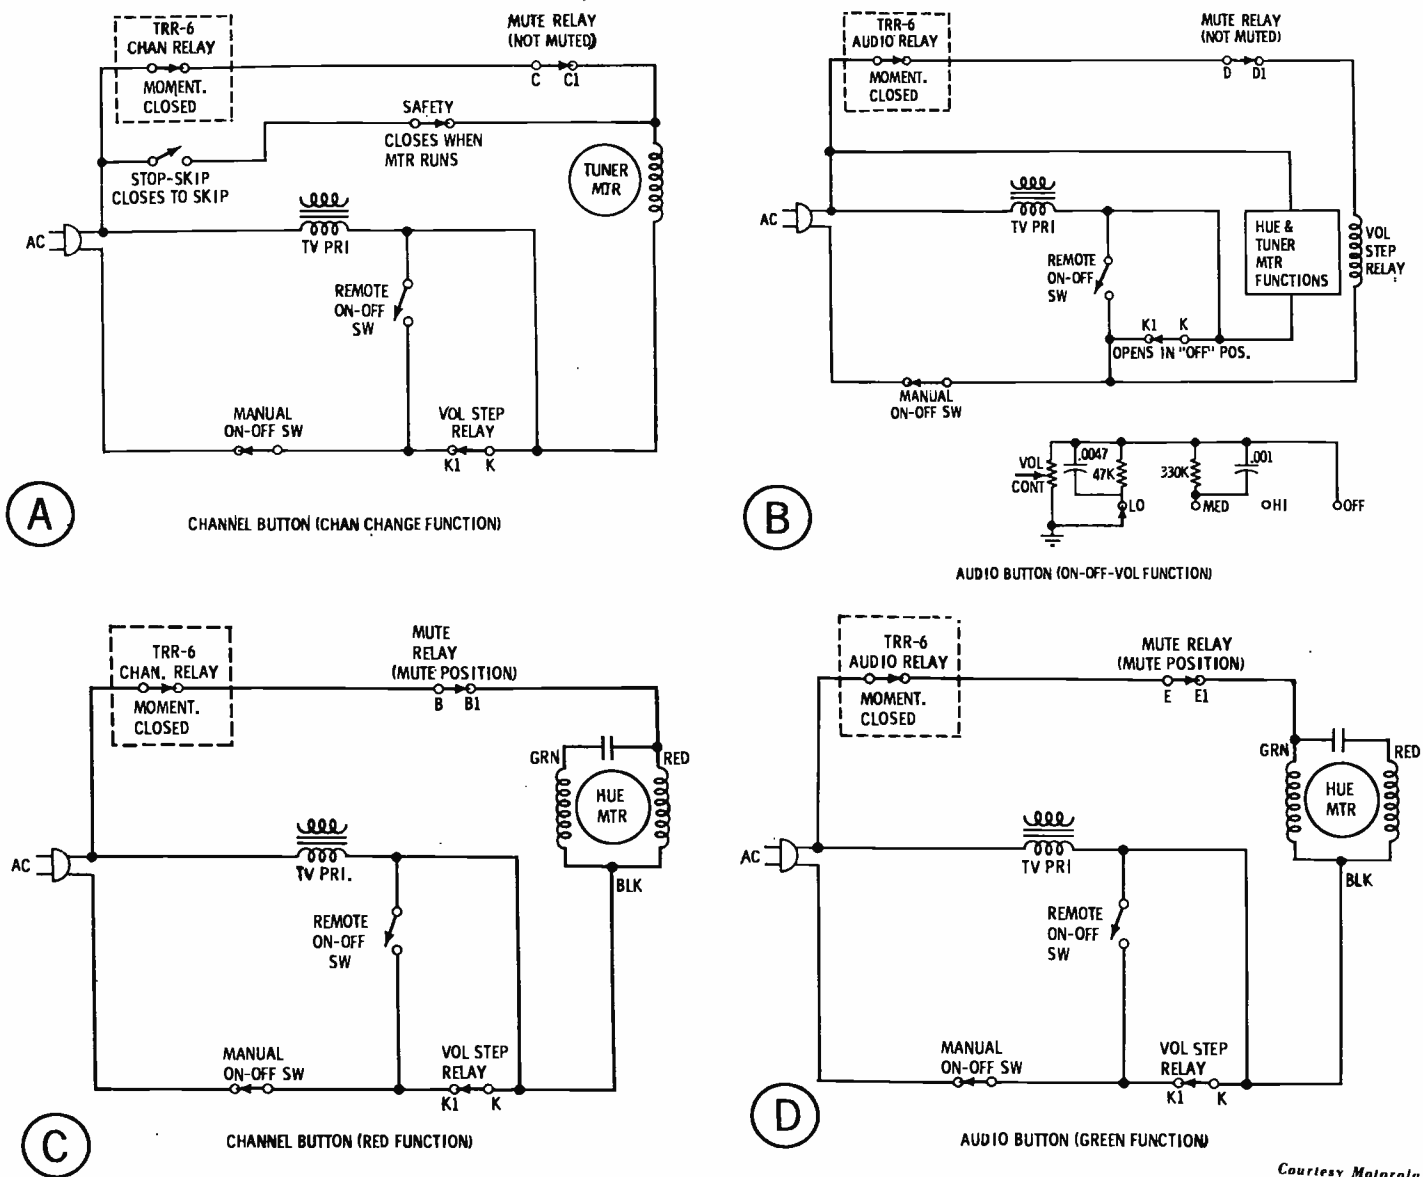 TRR-6
CHAN RELAY
MOMENT.
CLOSED
MUTE RELAY
(NOT MUTED)
C C1
SAFETY
CLOSES WHEN
MTR RUNS
STOP-SKIP
CLOSES TO SKIP
TUNER
MTR
AC
TV PRI
REMOTE
ON-OFF
SW
MANUAL
ON-OFF SW
VOL STEP
RELAY
K1 K
A
CHANNEL BUTTON (CHAN CHANGE FUNCTION)
TRR-6
AUDIO RELAY
MOMENT.
CLOSED
MUTE RELAY
(NOT MUTED)
D D1
AC
TV PRI
REMOTE
ON-OFF
SW
HUE &
TUNER
MTR
FUNCTIONS
VOL
STEP
RELAY
K1 K
OPENS IN "OFF" POS.
MANUAL
ON-OFF SW
VOL
CONT
.0047
47K
330K
.001
LO
MED
HI
OFF
B
AUDIO BUTTON (ON-OFF-VOL FUNCTION)
TRR-6
CHAN. RELAY
MOMENT.
CLOSED
MUTE
RELAY
(MUTE POSITION)
B B1
GRN
RED
HUE
MTR
BLK
AC
TV PRI.
REMOTE
ON-OFF
SW
MANUAL
ON-OFF SW
VOL STEP
RELAY
K1 K
C
CHANNEL BUTTON (RED FUNCTION)
TRR-6
AUDIO RELAY
MOMENT.
CLOSED
MUTE RELAY
(MUTE POSITION)
E E1
GRN
RED
HUE
MTR
BLK
AC
TV PRI
REMOTE
ON-OFF
SW
MANUAL
ON-OFF SW
VOL STEP
RELAY
K1 K
D
AUDIO BUTTON (GREEN FUNCTION)
Courtesy Motorola